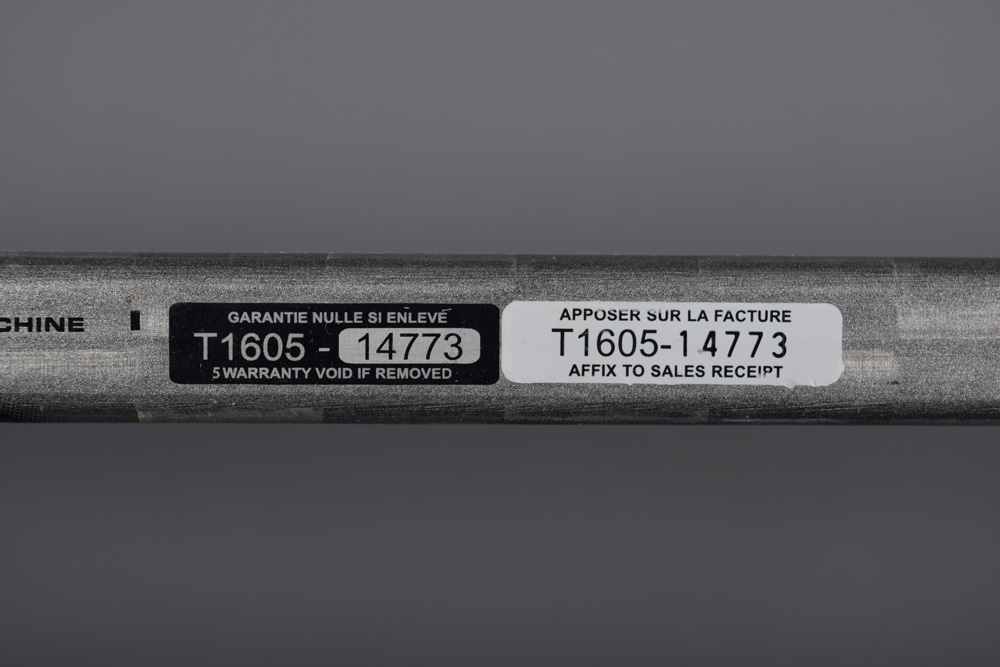 CHINE
GARANTIE NULLE SI ENLEVÉ
T1605 - 14773
5 WARRANTY VOID IF REMOVED
APPOSER SUR LA FACTURE
T1605-14773
AFFIX TO SALES RECEIPT